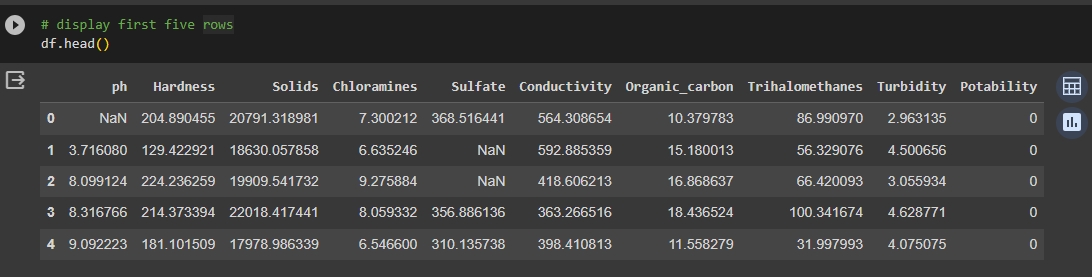 # display first five rows
df.head()
ph Hardness Solids Chloramines Sulfate Conductivity Organic_carbon Trihalomethanes Turbidity Potability
0 NaN 204.890455 20791.318981 7.300212 368.516441 564.308654 10.379783 86.990970 2.963135 0
1 3.716080 129.422921 18630.057858 6.635246 NaN 592.885359 15.180013 56.329076 4.500656 0
2 8.099124 224.236259 19909.541732 9.275884 NaN 418.606213 16.868637 66.420093 3.055934 0
3 8.316766 214.373394 22018.417441 8.059332 356.886136 363.266516 18.436524 100.341674 4.628771 0
4 9.092223 181.101509 17978.986339 6.546600 310.135738 398.410813 11.558279 31.997993 4.075075 0